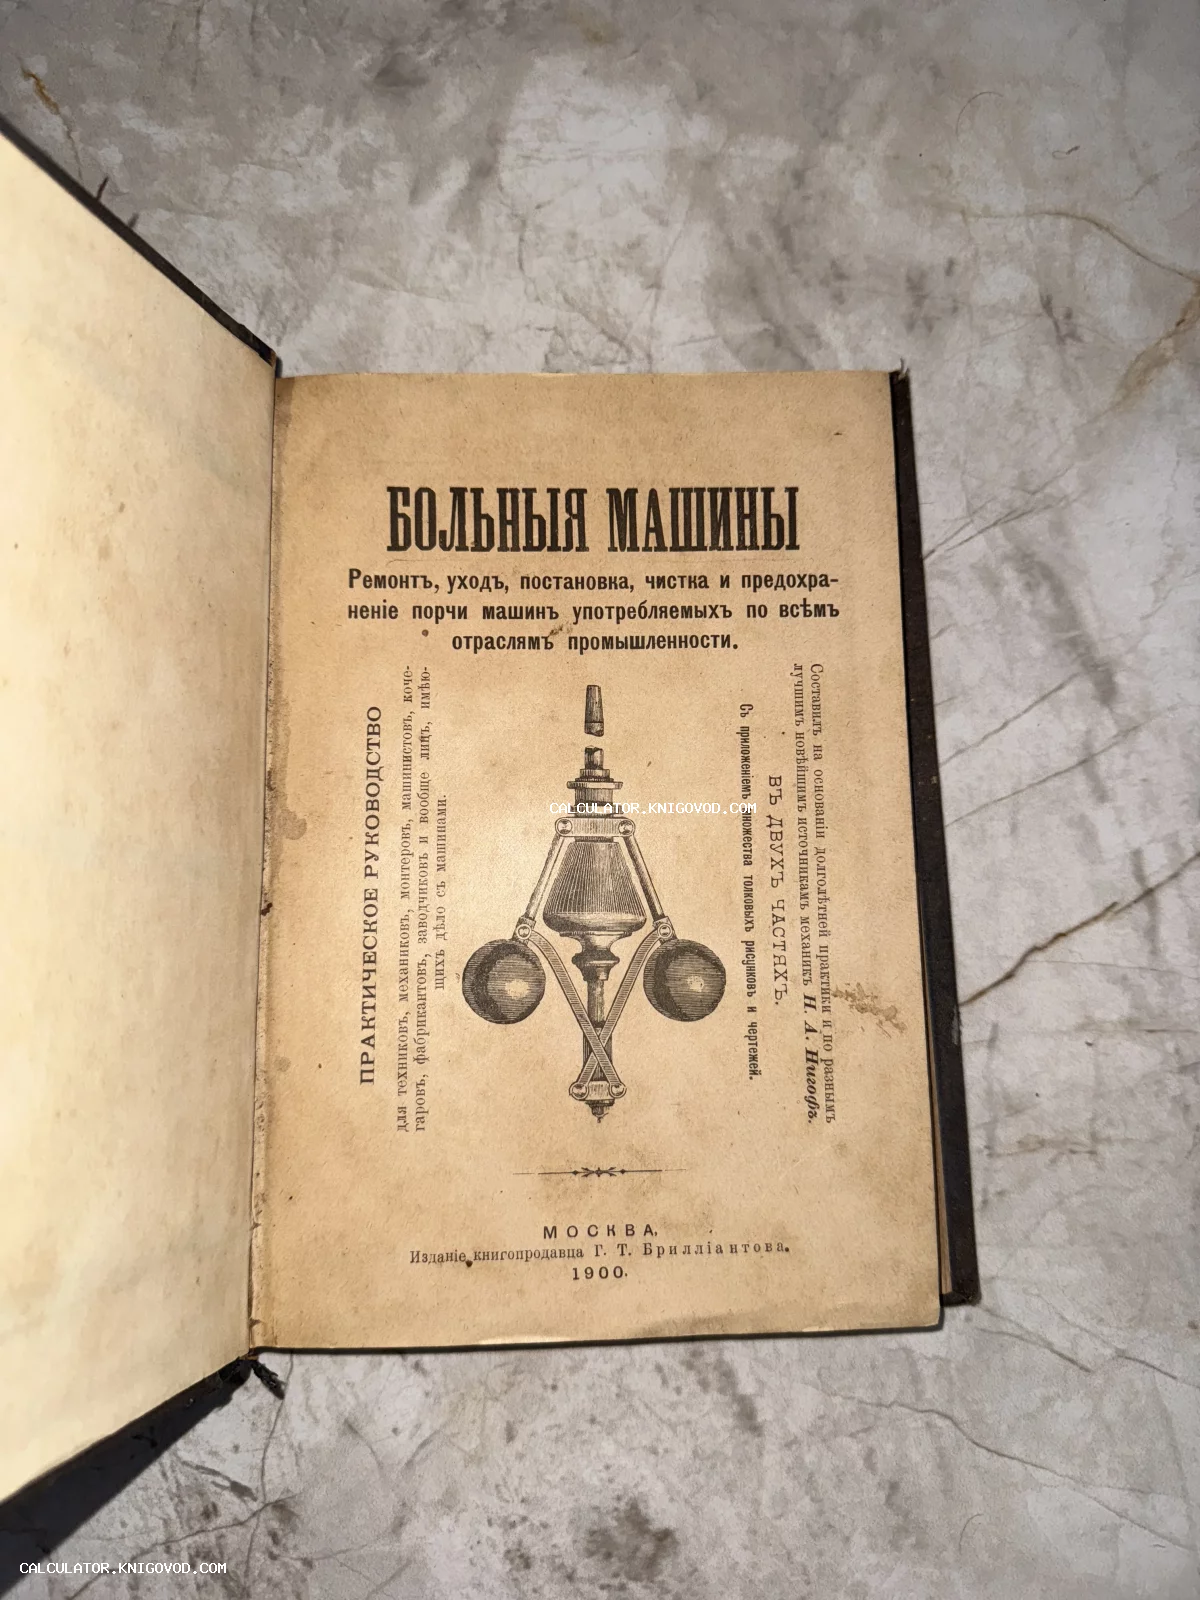 БОЛЬНЫЯ МАШИНЫ
Ремонтъ, уходъ, постановка, чистка и предохра-
неніе порчи машинъ употребляемыхъ по всѣмъ
отраслямъ промышленности.
ПРАКТИЧЕСКОЕ РУКОВОДСТВО
для техниковъ, механиковъ, монтеровъ, машинистовъ, коче-
гаровъ, фабрикантовъ, заводчиковъ и вообще лицъ, имѣю-
щихъ дѣло съ машинами.
Составилъ на основаніи долголѣтней практики и по разнымъ
лучшимъ новѣйшимъ источникамъ механикъ Н. А. Нигофъ.
ВЪ ДВУХЪ ЧАСТЯХЪ.
Съ приложеніемъ множества толковыхъ рисунковъ и чертежей.
CALCULATOR.KNIGOVOD.COM
МОСКВА,
Изданіе книгопродавца Г. Т. Брилліантова.
1900.
CALCULATOR.KNIGOVOD.COM